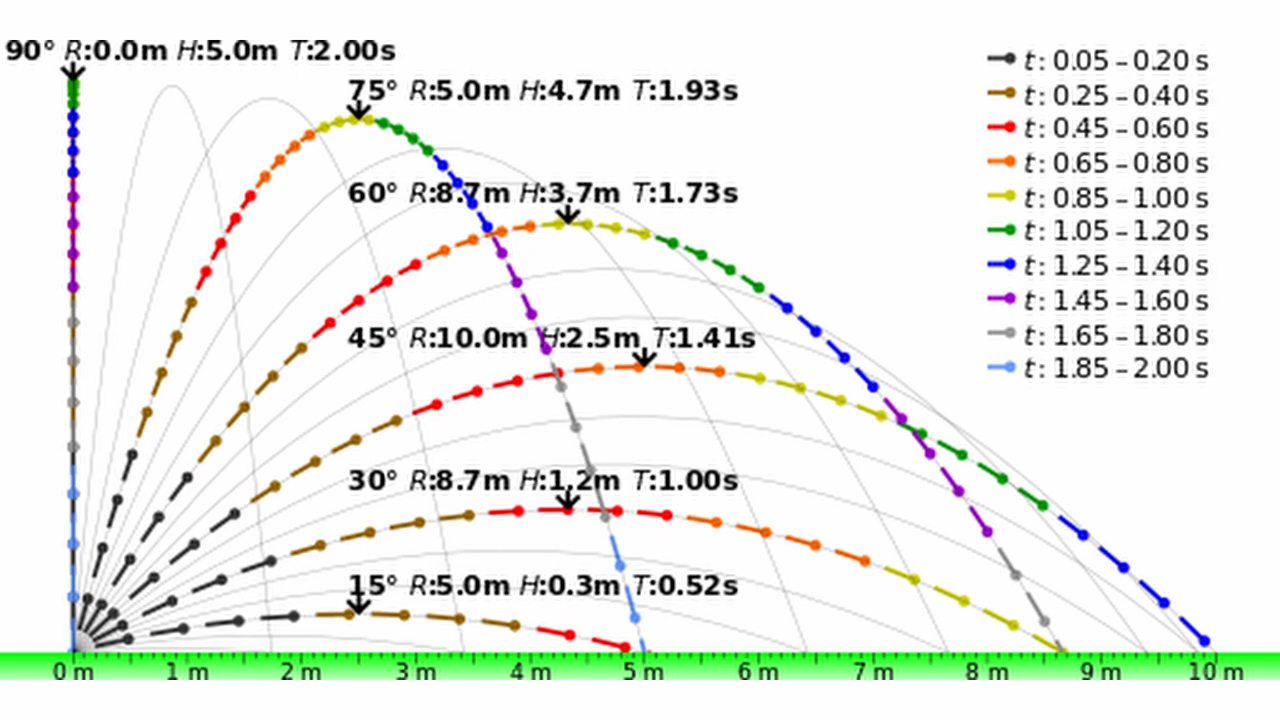 90° R:0.0m H:5.0m T:2.00s
75° R:5.0m H:4.7m T:1.93s
60° R:8.7m H:3.7m T:1.73s
45° R:10.0m H:2.5m T:1.41s
30° R:8.7m H:1.2m T:1.00s
15° R:5.0m H:0.3m T:0.52s
t: 0.05 – 0.20 s
t: 0.25 – 0.40 s
t: 0.45 – 0.60 s
t: 0.65 – 0.80 s
t: 0.85 – 1.00 s
t: 1.05 – 1.20 s
t: 1.25 – 1.40 s
t: 1.45 – 1.60 s
t: 1.65 – 1.80 s
t: 1.85 – 2.00 s
0 m 1 m 2 m 3 m 4 m 5 m 6 m 7 m 8 m 9 m 10 m